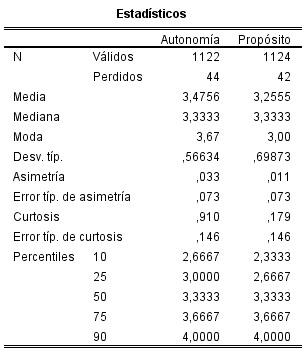 Estadísticos
Autonomía Propósito
N Válidos 1122 1124
Perdidos 44 42
Media 3,4756 3,2555
Mediana 3,3333 3,3333
Moda 3,67 3,00
Desv. típ. ,56634 ,69873
Asimetría ,033 ,011
Error típ. de asimetría ,073 ,073
Curtosis ,910 ,179
Error típ. de curtosis ,146 ,146
Percentiles 10 2,6667 2,3333
25 3,0000 2,6667
50 3,3333 3,3333
75 3,6667 3,6667
90 4,0000 4,0000